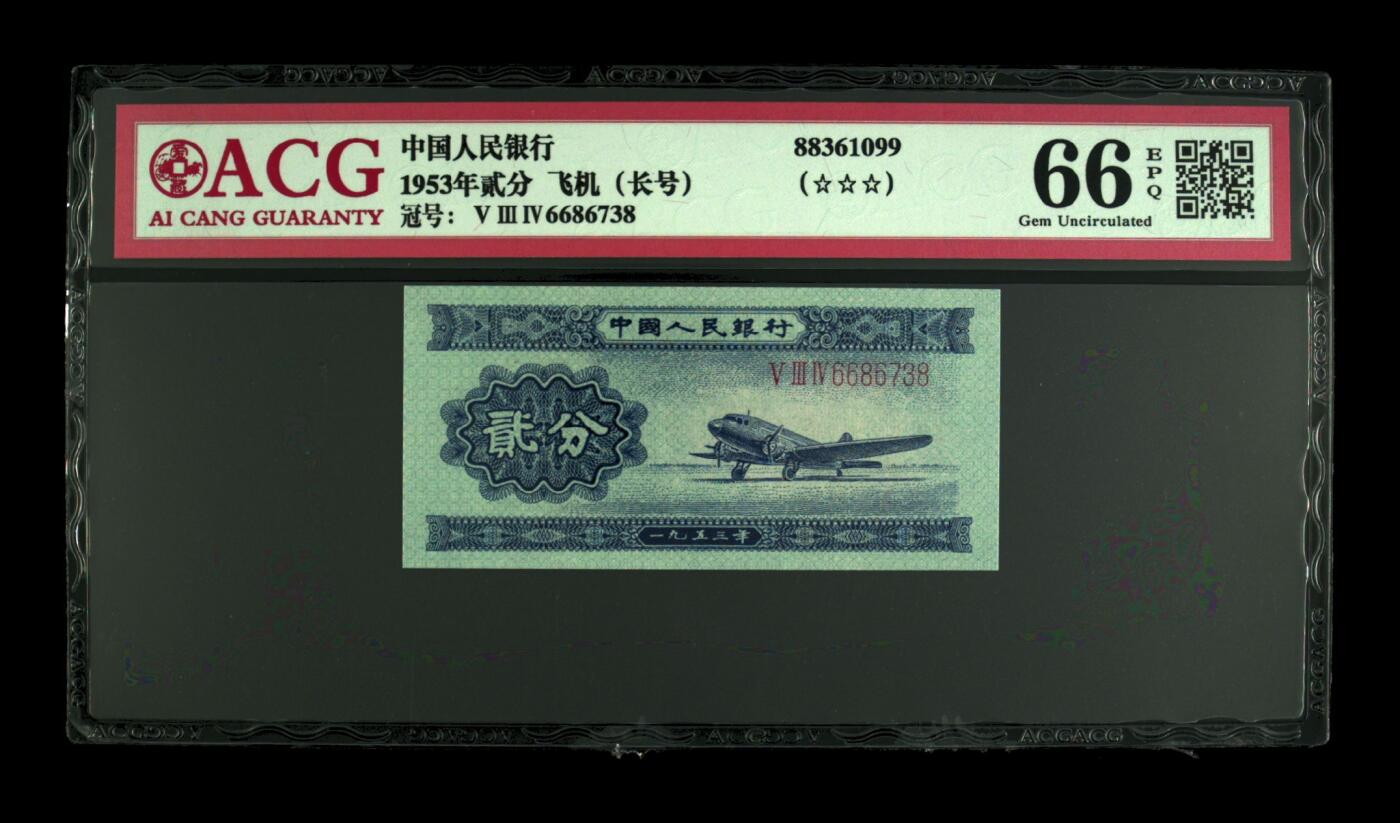 ACG
AI CANG GUARANTY
中国人民银行
1953年贰分 飞机（长号）
冠号：ⅤⅢⅣ6686738
88361099
(☆☆☆)
66
EPQ
Gem Uncirculated
中國人民銀行
ⅤⅢⅣ6686738
貳分
一九五三年
ACGACG